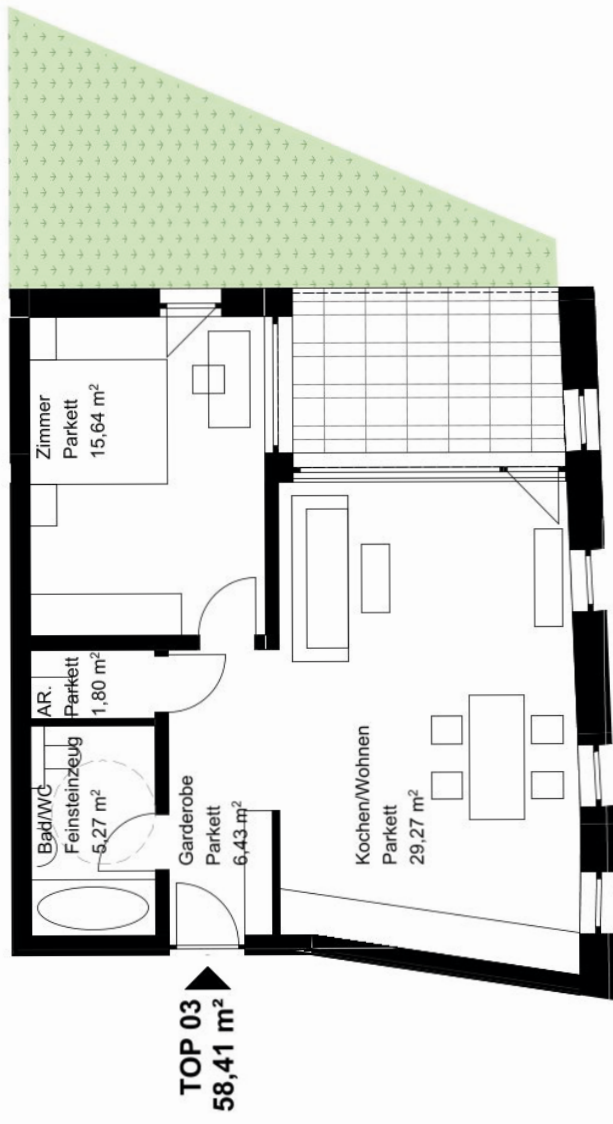 TOP 03
58,41 m²
Bad/WC
Feinsteinzeug
5,27 m²
AR.
Parkett
1,80 m²
Zimmer
Parkett
15,64 m²
Garderobe
Parkett
6,43 m²
Kochen/Wohnen
Parkett
29,27 m²